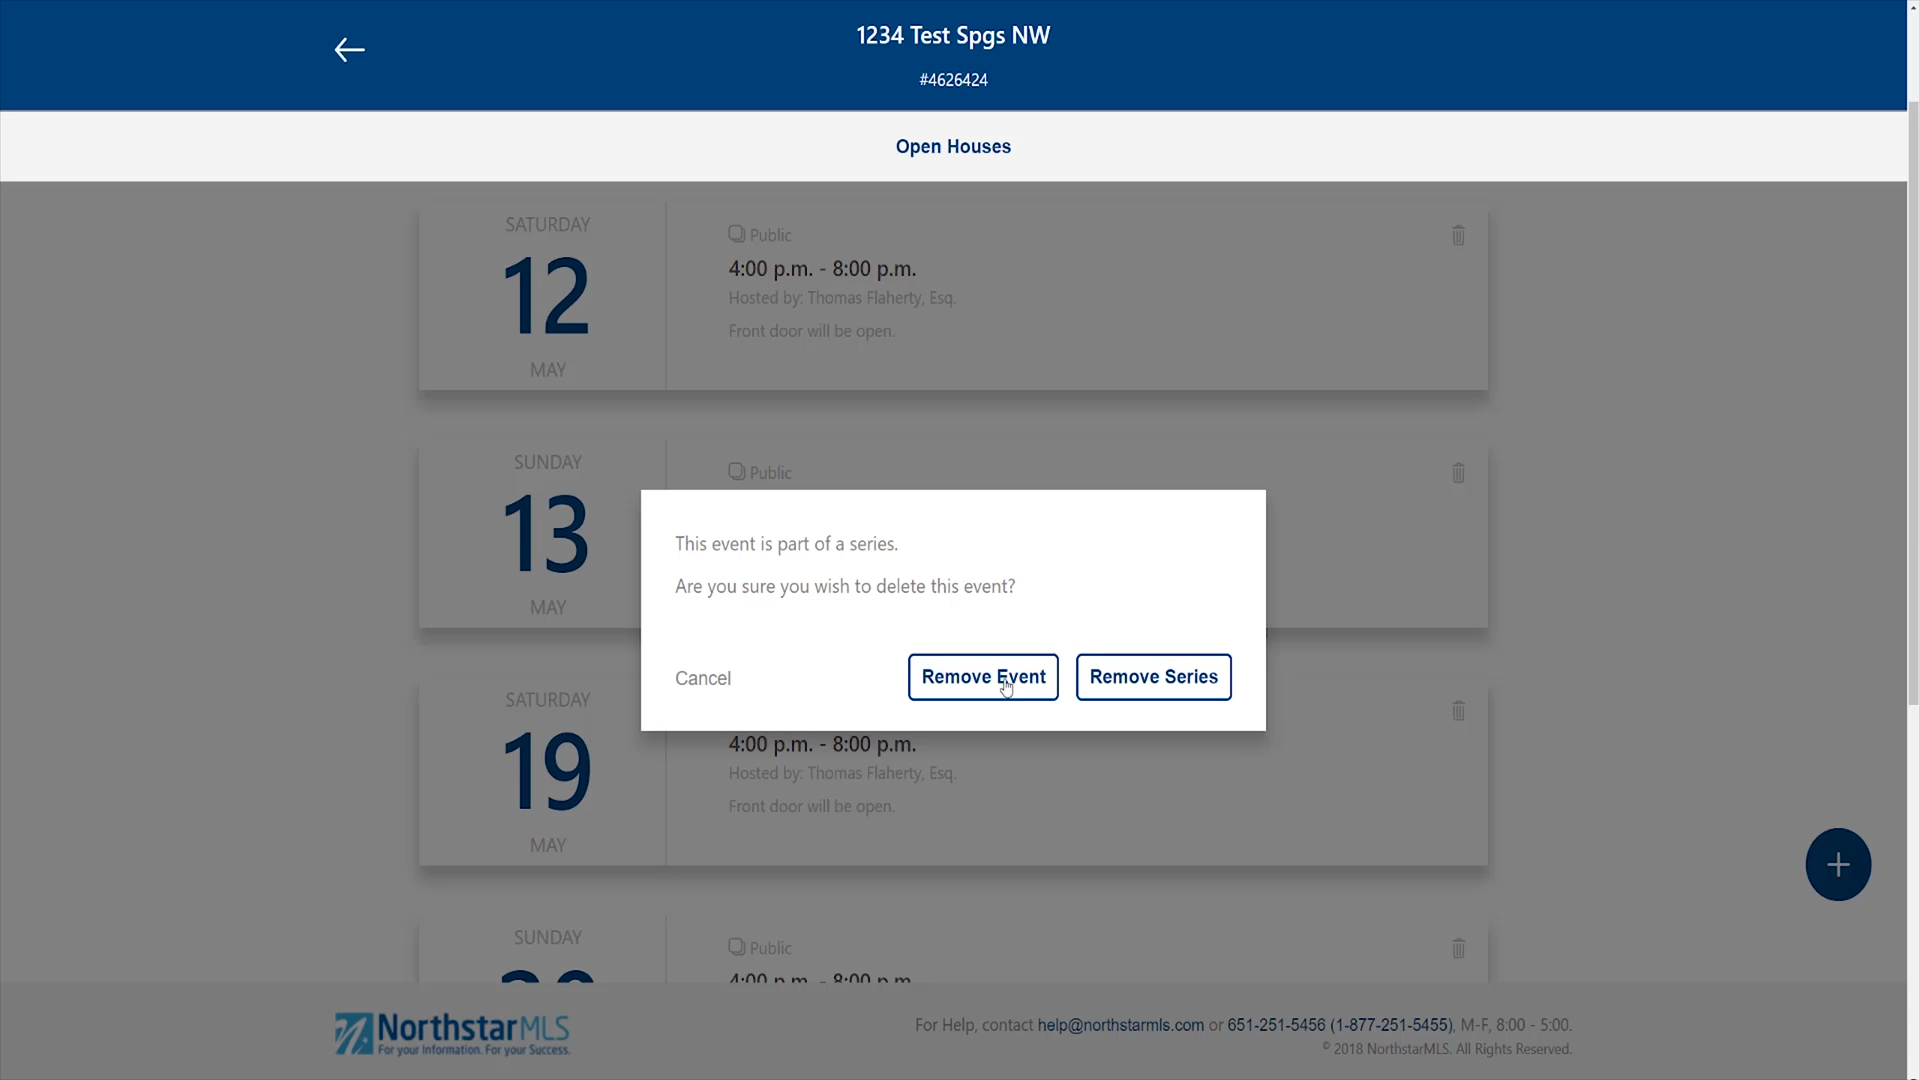 1234 Test Spgs NW
#4626424
Open Houses
SATURDAY
12
MAY
Public
4:00 p.m. - 8:00 p.m.
Hosted by: Thomas Flaherty, Esq.
Front door will be open.
SUNDAY
13
MAY
Public
This event is part of a series.
Are you sure you wish to delete this event?
Cancel
Remove Event
Remove Series
SATURDAY
19
MAY
4:00 p.m. - 8:00 p.m.
Hosted by: Thomas Flaherty, Esq.
Front door will be open.
SUNDAY
Public
4:00 p.m. - 8:00 p.m.
NorthstarMLS
For your Information. For your Success.
For Help, contact help@northstarmls.com or 651-251-5456 (1-877-251-5455), M-F, 8:00 - 5:00.
© 2018 NorthstarMLS. All Rights Reserved.